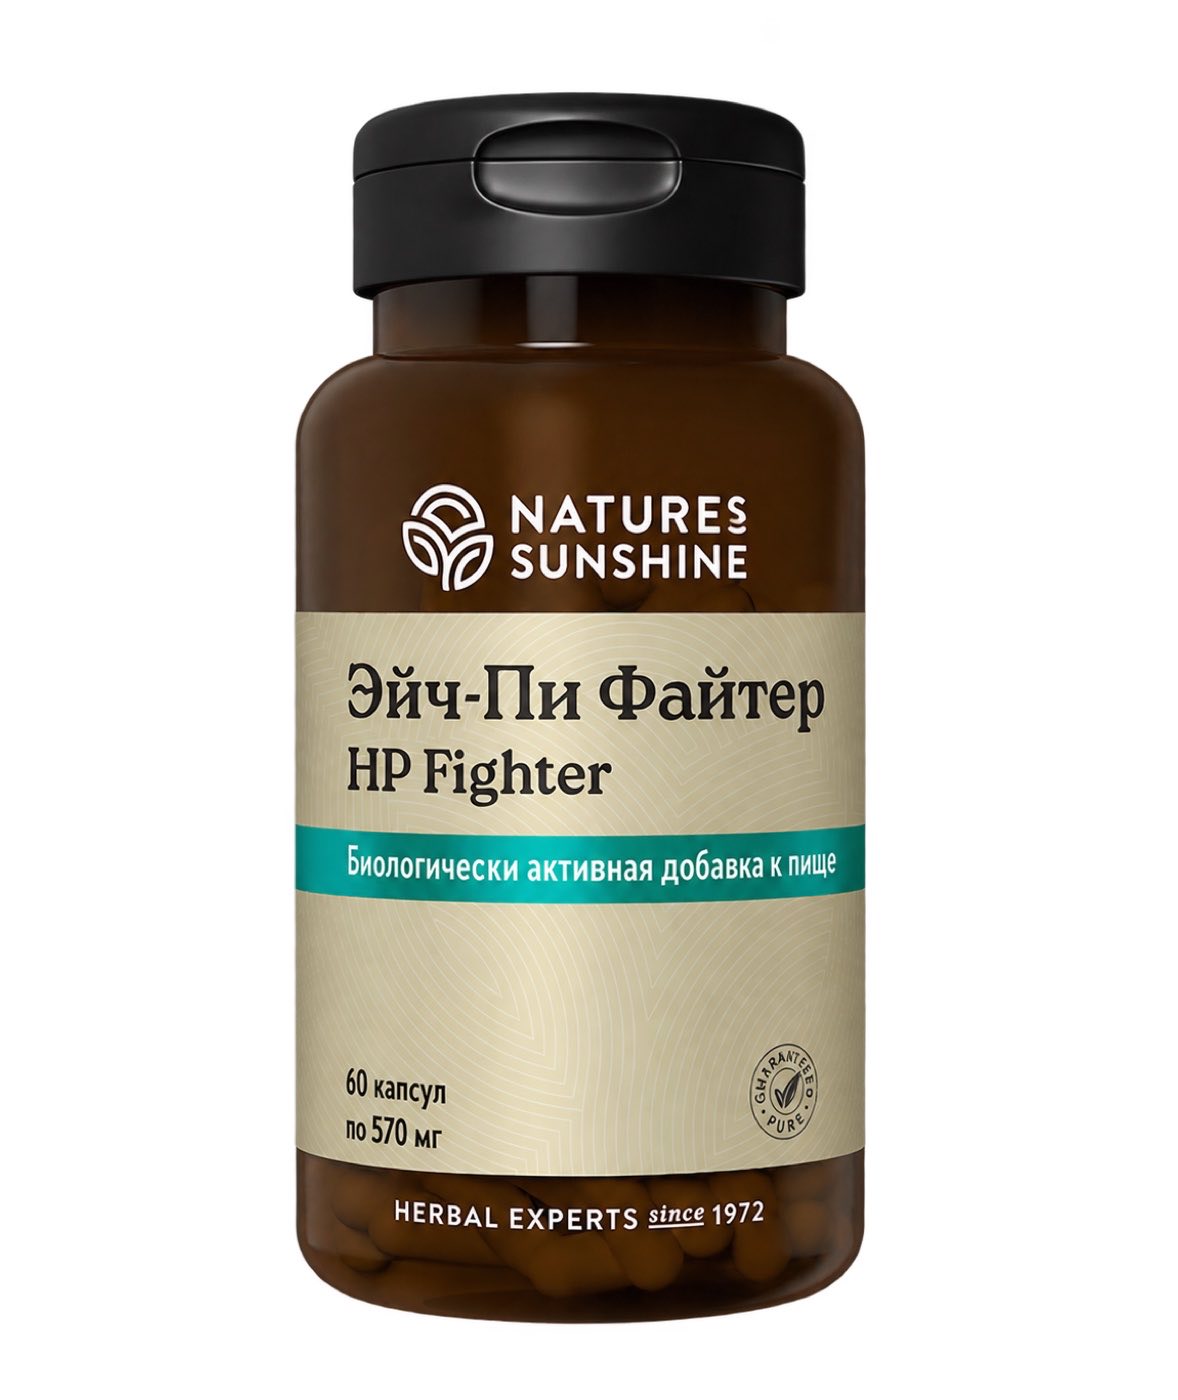 NATURE'S
SUNSHINE
Эйч-Пи Файтер
HP Fighter
Биологически активная добавка к пище
60 капсул
по 570 мг
GUARANTEED
PURE
HERBAL EXPERTS since 1972